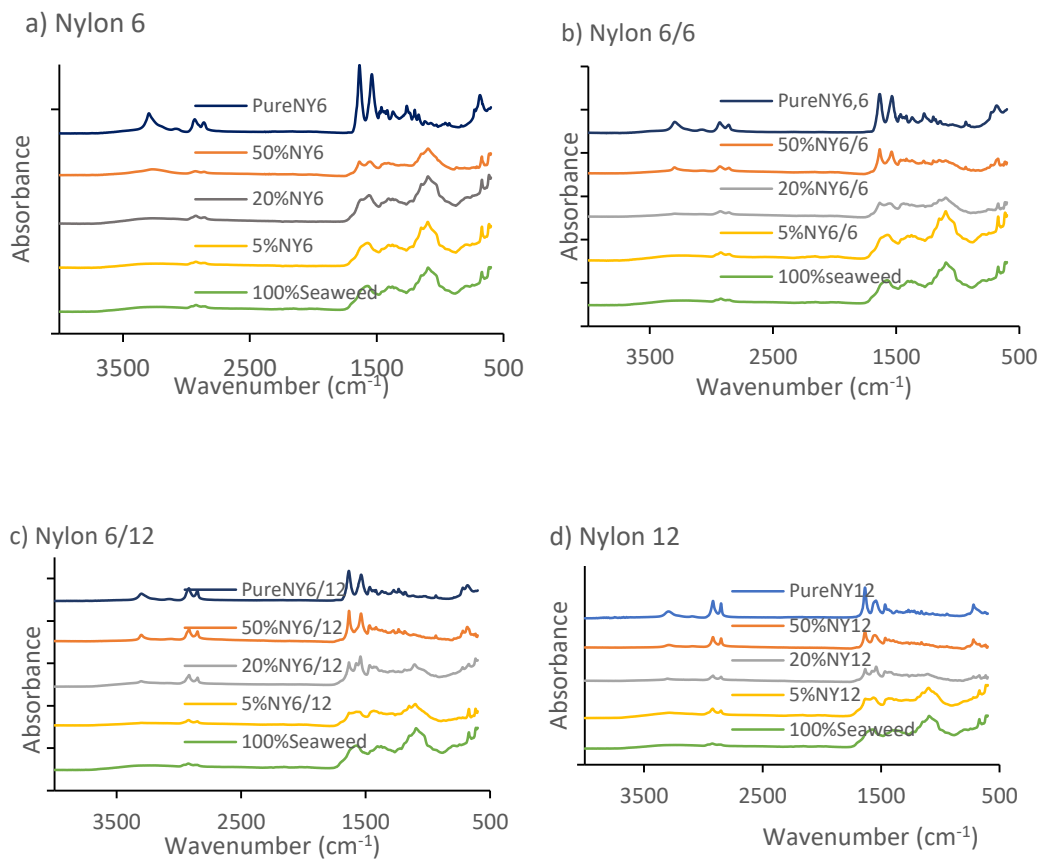 a) Nylon 6
PureNY6
50%NY6
20%NY6
5%NY6
100%Seaweed
Absorbance
3500
2500
1500
500
Wavenumber (cm⁻¹)
b) Nylon 6/6
PureNY6,6
50%NY6/6
20%NY6/6
5%NY6/6
100%Seaweed
Absorbance
3500
2500
1500
500
Wavenumber (cm⁻¹)
c) Nylon 6/12
PureNY6/12
50%NY6/12
20%NY6/12
5%NY6/12
100%Seaweed
Absorbance
3500
2500
1500
500
Wavenumber (cm⁻¹)
d) Nylon 12
PureNY12
50%NY12
20%NY12
5%NY12
100%Seaweed
Absorbance
3500
2500
1500
500
Wavenumber (cm⁻¹)